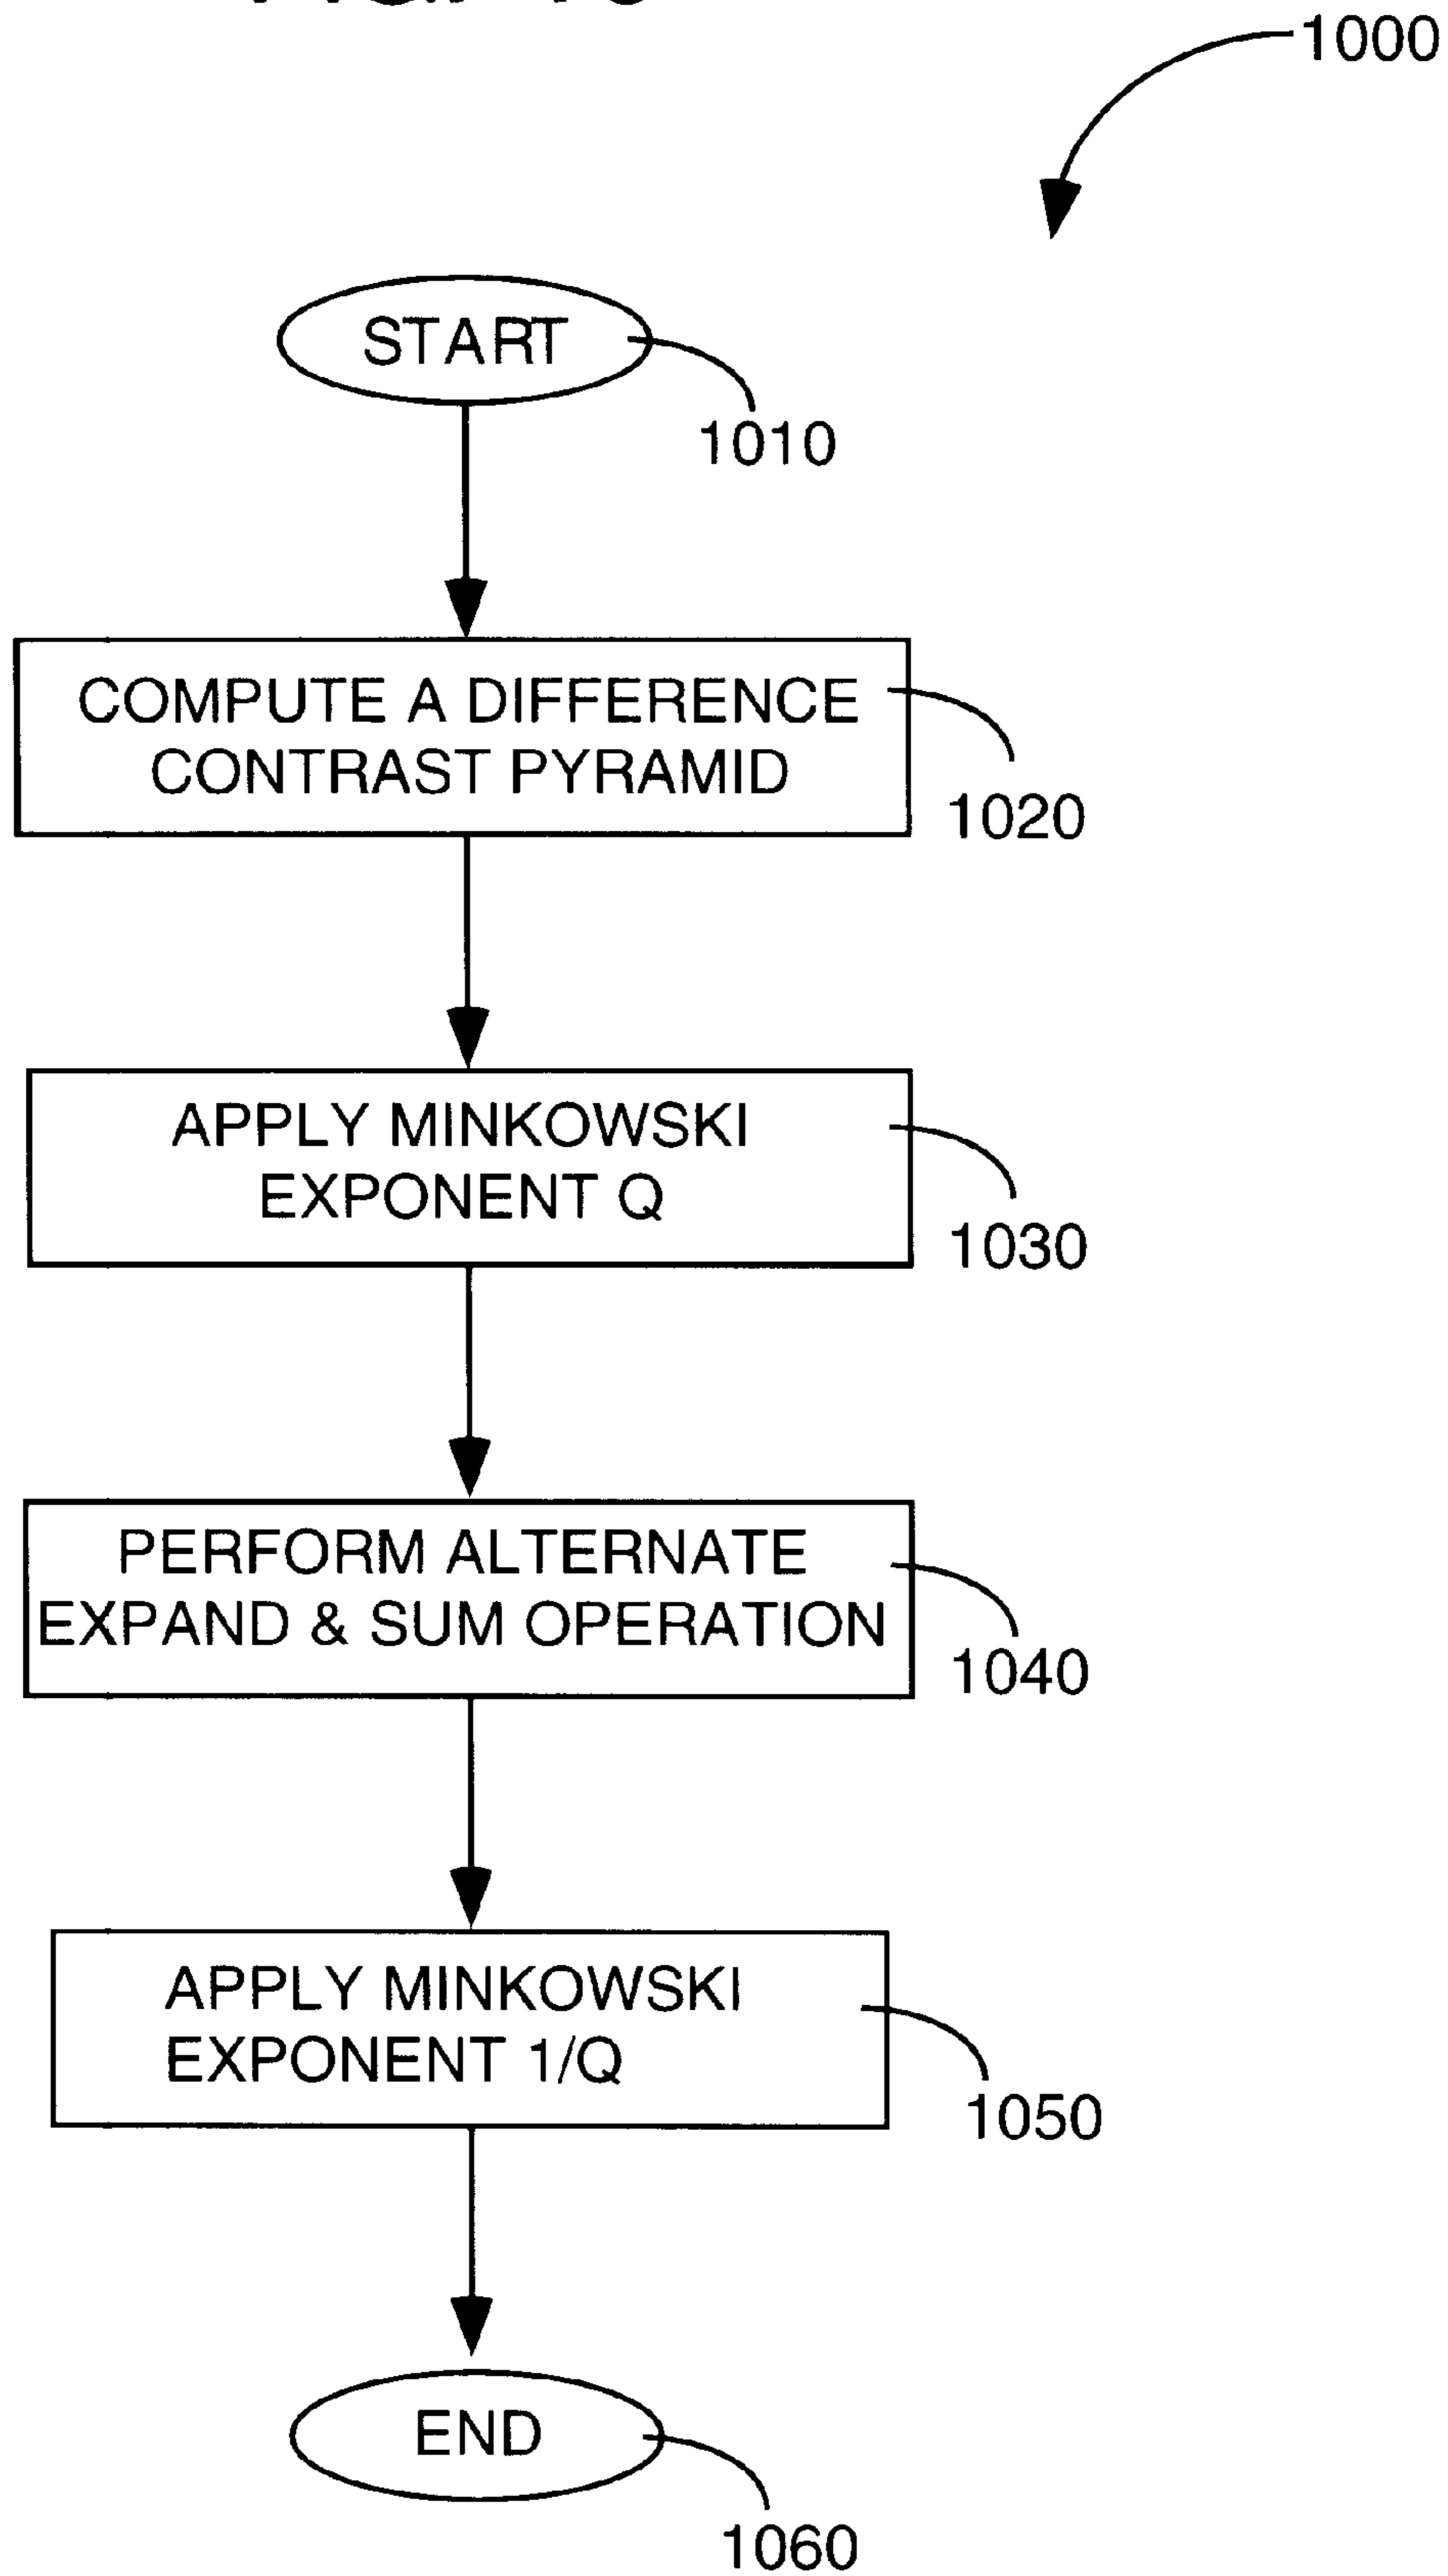 1000
START
1010
COMPUTE A DIFFERENCE
CONTRAST PYRAMID
1020
APPLY MINKOWSKI
EXPONENT Q
1030
PERFORM ALTERNATE
EXPAND & SUM OPERATION
1040
APPLY MINKOWSKI
EXPONENT 1/Q
1050
END
1060